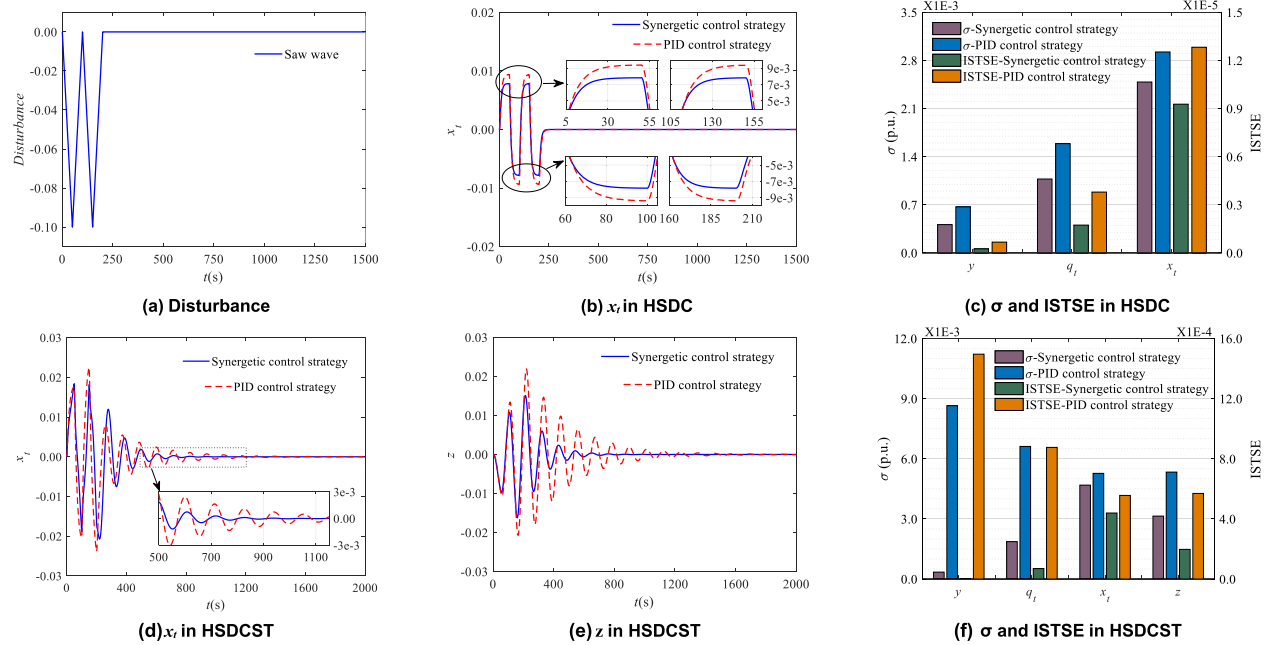 0.00
-0.02
-0.04
-0.06
-0.08
-0.10
Disturbance
Saw wave
0
250
500
750
1000
1250
1500
t(s)
(a) Disturbance
0.02
0.01
0.00
-0.01
-0.02
x_t
Synergetic control strategy
PID control strategy
9e-3
7e-3
5e-3
5
30
55
105
130
155
-5e-3
-7e-3
-9e-3
60
80
100
160
185
210
0
250
500
750
1000
1250
1500
t(s)
(b) x_t in HSDC
X1E-3
X1E-5
3.5
2.8
2.1
1.4
0.7
0.0
σ (p.u.)
σ-Synergetic control strategy
σ-PID control strategy
ISTSE-Synergetic control strategy
ISTSE-PID control strategy
1.5
1.2
0.9
0.6
0.3
0.0
ISTSE
y
q_t
x_t
(c) σ and ISTSE in HSDC
0.03
0.02
0.01
0.00
-0.01
-0.02
-0.03
x_t
Synergetic control strategy
PID control strategy
3e-3
0.00
-3e-3
500
700
900
1100
0
400
800
1200
1600
2000
t(s)
(d) x_t in HSDCST
0.03
0.02
0.01
0.00
-0.01
-0.02
-0.03
z
Synergetic control strategy
PID control strategy
0
400
800
1200
1600
2000
t(s)
(e) z in HSDCST
X1E-3
X1E-4
12.0
9.0
6.0
3.0
0.0
σ (p.u.)
σ-Synergetic control strategy
σ-PID control strategy
ISTSE-Synergetic control strategy
ISTSE-PID control strategy
16.0
12.0
8.0
4.0
0.0
ISTSE
y
q_t
x_t
z
(f) σ and ISTSE in HSDCST